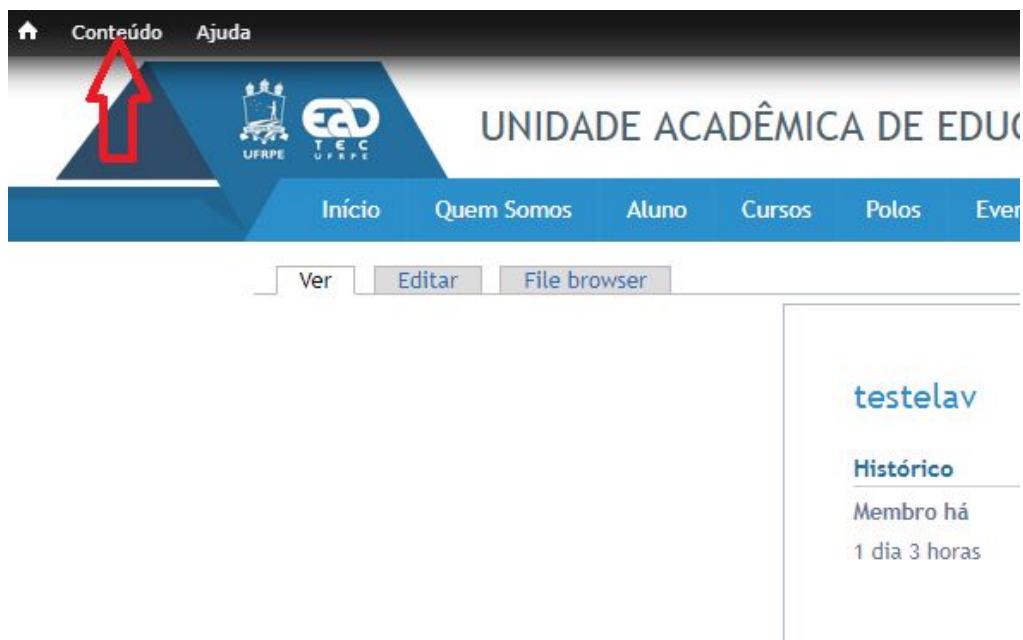 Conteúdo Ajuda
UFRPE
EAD
TEC
UFRPE
UNIDADE ACADÊMICA DE EDUC
Início Quem Somos Aluno Cursos Polos Ever
Ver Editar File browser
testelav
Histórico
Membro há
1 dia 3 horas